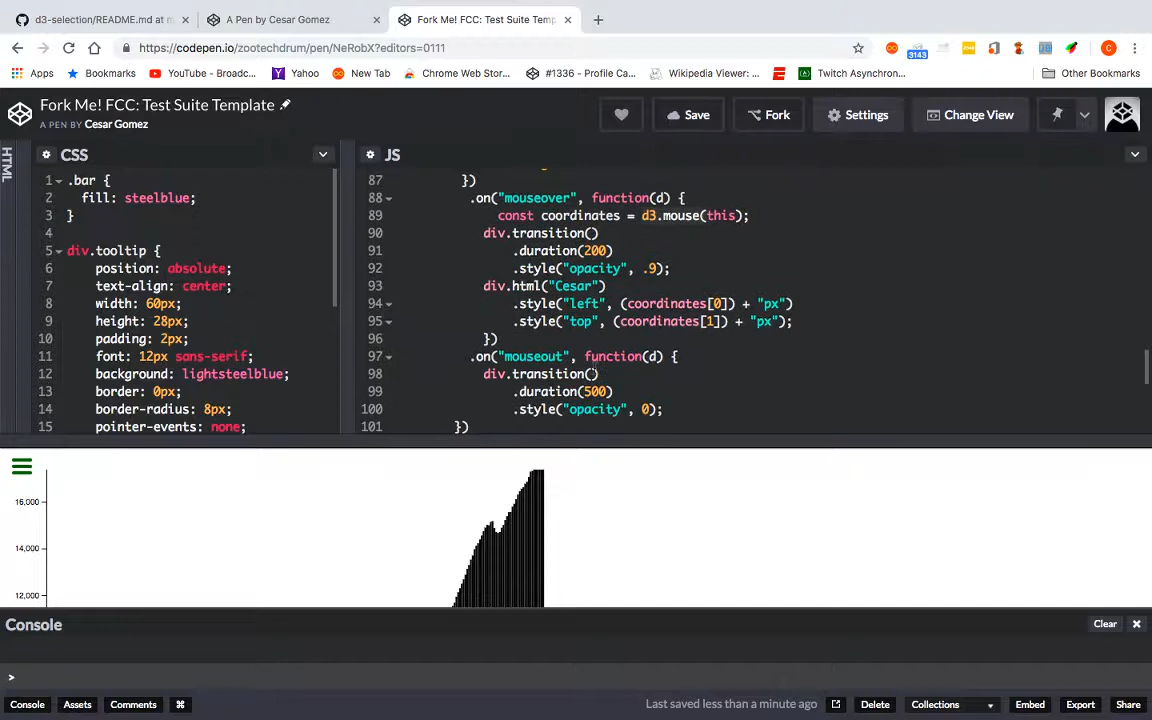 d3-selection/README.md at m
A Pen by Cesar Gomez
Fork Me! FCC: Test Suite Temp
https://codepen.io/zootechdrum/pen/NeRobX?editors=0111
3143
C
Apps
Bookmarks
YouTube - Broadc...
Yahoo
New Tab
Chrome Web Stor...
#1336 - Profile Ca...
Wikipedia Viewer: ...
Twitch Asynchron...
Other Bookmarks
Fork Me! FCC: Test Suite Template
A PEN BY Cesar Gomez
Save
Fork
Settings
Change View
HTML
CSS
1 .bar {
2 fill: steelblue;
3 }
4
5 div.tooltip {
6 position: absolute;
7 text-align: center;
8 width: 60px;
9 height: 28px;
10 padding: 2px;
11 font: 12px sans-serif;
12 background: lightsteelblue;
13 border: 0px;
14 border-radius: 8px;
15 pointer-events: none;
JS
87 })
88 .on("mouseover", function(d) {
89 const coordinates = d3.mouse(this);
90 div.transition()
91 .duration(200)
92 .style("opacity", .9);
93 div.html("Cesar")
94 .style("left", (coordinates[0]) + "px")
95 .style("top", (coordinates[1]) + "px");
96 })
97 .on("mouseout", function(d) {
98 div.transition()
99 .duration(500)
100 .style("opacity", 0);
101 })
16,000
14,000
12,000
Console
Clear
>
Console
Assets
Comments
⌘
Last saved less than a minute ago
Delete
Collections
Embed
Export
Share